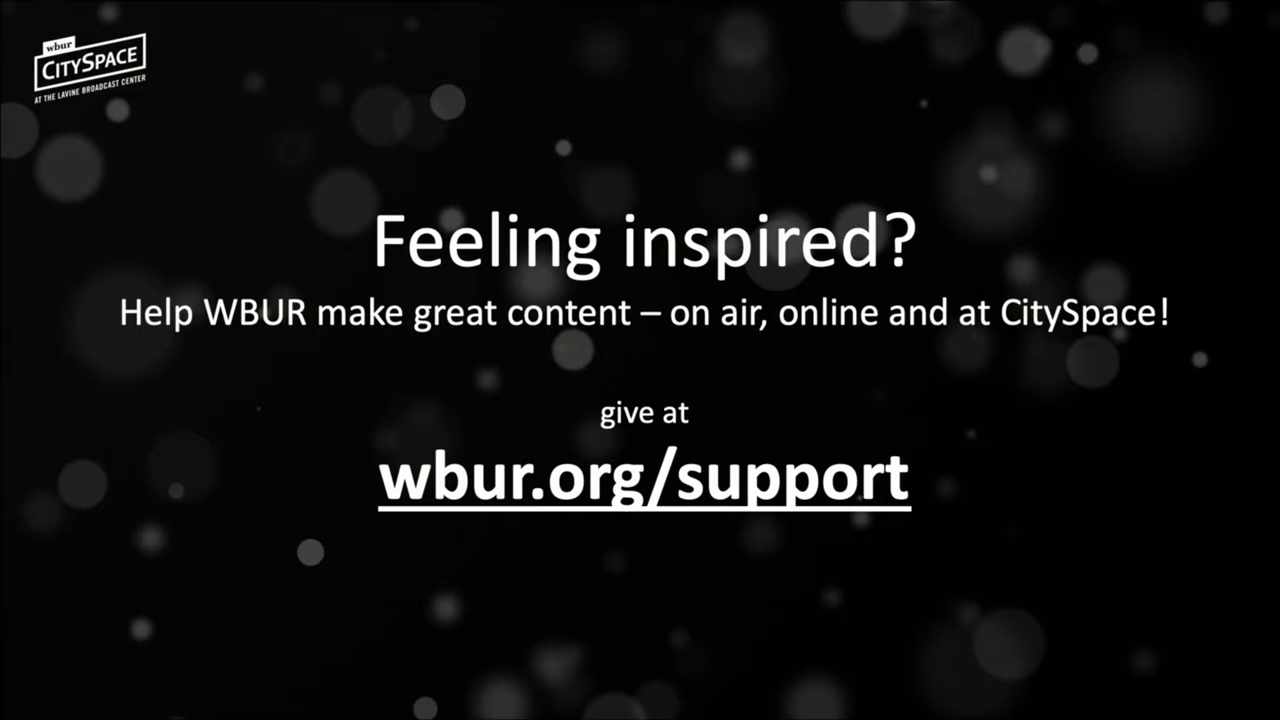 wbur
CITYSPACE
AT THE LAVINE BROADCAST CENTER
Feeling inspired?
Help WBUR make great content – on air, online and at CitySpace!
give at
wbur.org/support